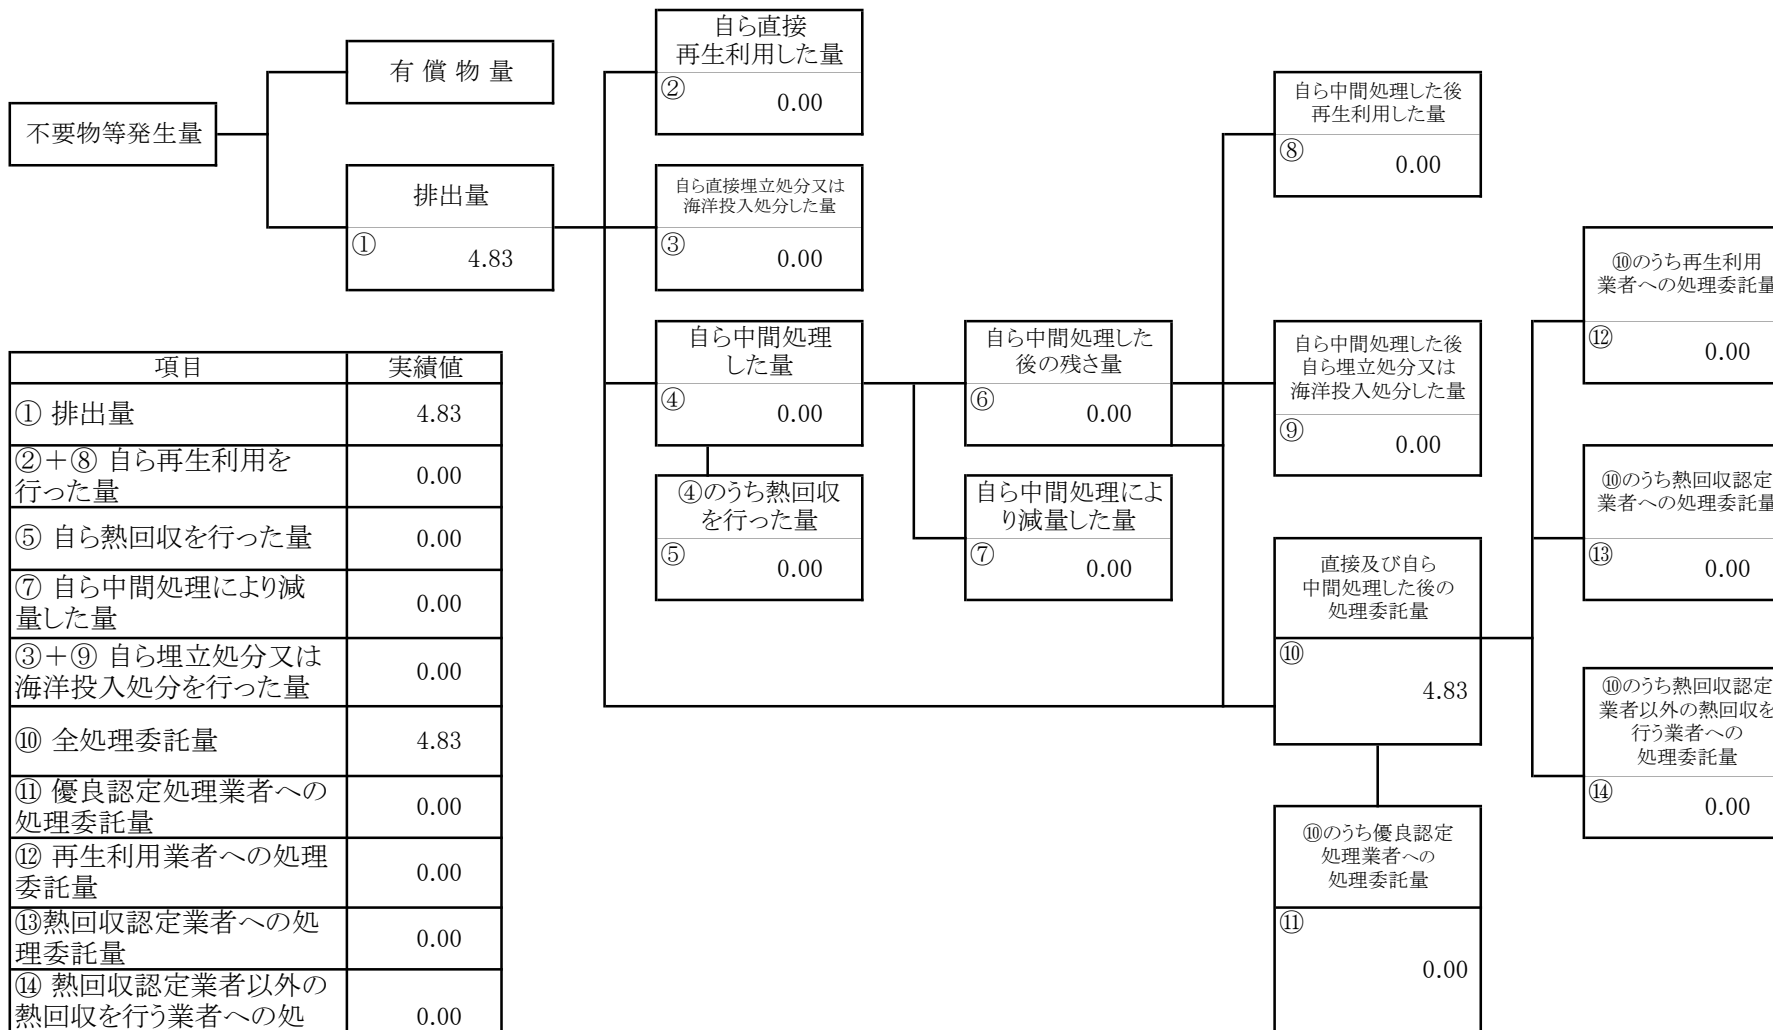 不要物等発生量
有 償 物 量
排出量
①
4.83
自ら直接
再生利用した量
②
0.00
自ら直接埋立処分又は
海洋投入処分した量
③
0.00
自ら中間処理
した量
④
0.00
④のうち熱回収
を行った量
⑤
0.00
自ら中間処理した
後の残さ量
⑥
0.00
自ら中間処理によ
り減量した量
⑦
0.00
自ら中間処理した後
再生利用した量
⑧
0.00
自ら中間処理した後
自ら埋立処分又は
海洋投入処分した量
⑨
0.00
直接及び自ら
中間処理した後の
処理委託量
⑩
4.83
⑩のうち優良認定
処理業者への
処理委託量
⑪
0.00
⑩のうち再生利用
業者への処理委託量
⑫
0.00
⑩のうち熱回収認定
業者への処理委託量
⑬
0.00
⑩のうち熱回収認定
業者以外の熱回収を
行う業者への
処理委託量
⑭
0.00
項目 実績値
① 排出量 4.83
②＋⑧ 自ら再生利用を
行った量 0.00
⑤ 自ら熱回収を行った量 0.00
⑦ 自ら中間処理により減
量した量 0.00
③＋⑨ 自ら埋立処分又は
海洋投入処分を行った量 0.00
⑩ 全処理委託量 4.83
⑪ 優良認定処理業者への
処理委託量 0.00
⑫ 再生利用業者への処理
委託量 0.00
⑬熱回収認定業者への処
理委託量 0.00
⑭ 熱回収認定業者以外の
熱回収を行う業者への処 0.00